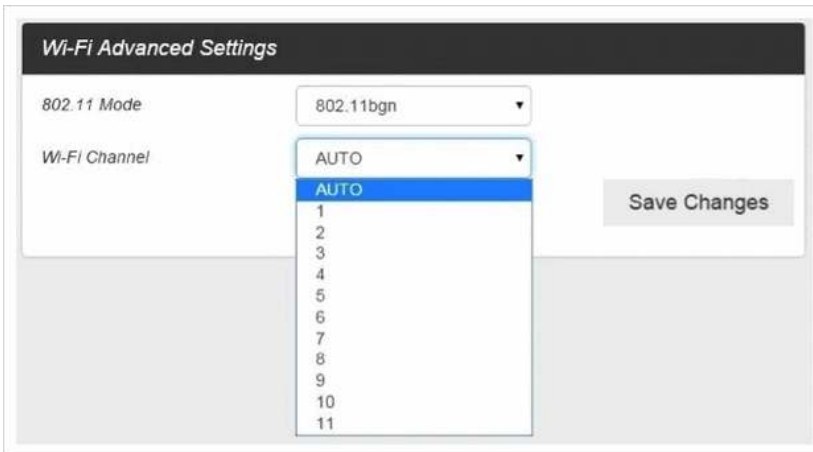 Wi-Fi Advanced Settings
802.11 Mode
802.11bgn
Wi-Fi Channel
AUTO
AUTO
1
2
3
4
5
6
7
8
9
10
11
Save Changes